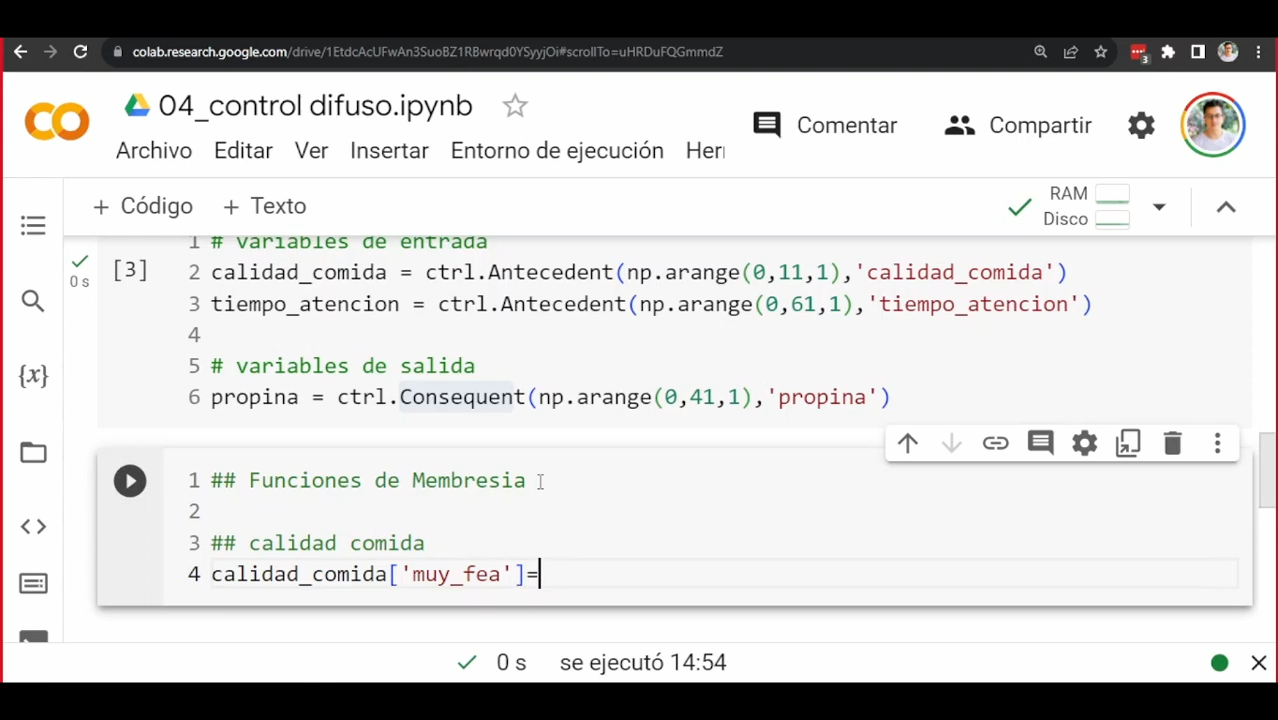 colab.research.google.com/drive/1EtdcAcUFwAn3SuoBZ1RBwrqd0YSyyjOi#scrollTo=uHRDuFQGmmdZ
3
04_control difuso.ipynb
Comentar
Compartir
Archivo Editar Ver Insertar Entorno de ejecución Her
+ Código + Texto
RAM
Disco
0 s
[3]
1 # variables de entrada
2 calidad_comida = ctrl.Antecedent(np.arange(0,11,1),'calidad_comida')
3 tiempo_atencion = ctrl.Antecedent(np.arange(0,61,1),'tiempo_atencion')
4
5 # variables de salida
6 propina = ctrl.Consequent(np.arange(0,41,1),'propina')
1 ## Funciones de Membresia
2
3 ## calidad comida
4 calidad_comida['muy_fea']=
0 s se ejecutó 14:54